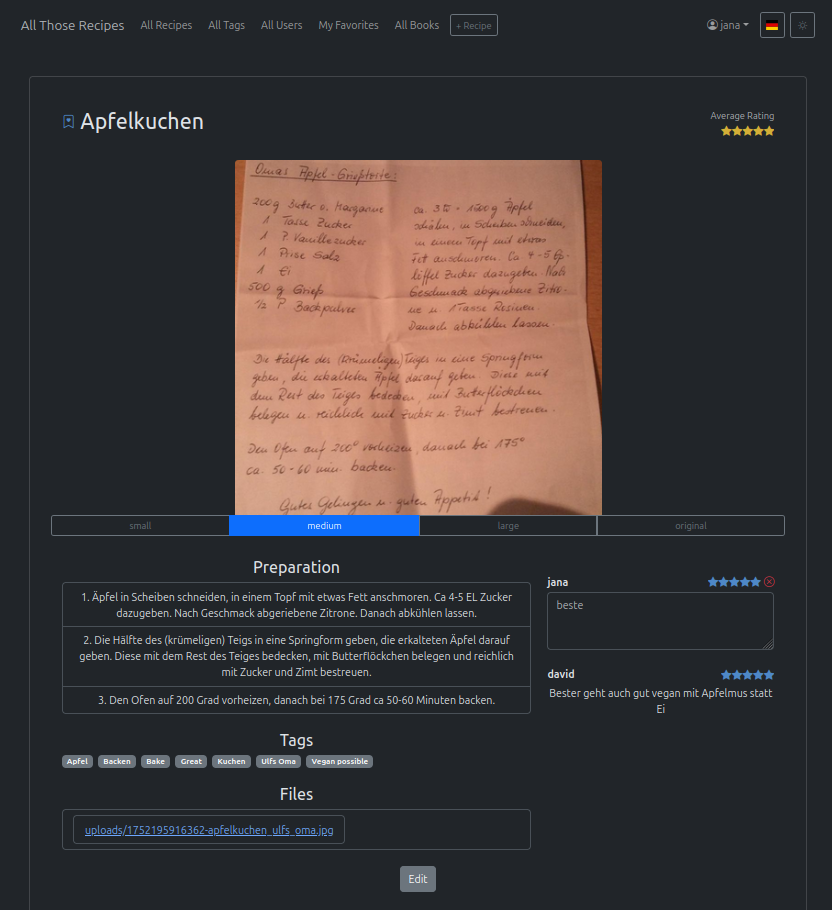 All Those Recipes All Recipes All Tags All Users My Favorites All Books + Recipe jana
Apfelkuchen
Average Rating
Omas Äpfel-Grießtorte:
200 g Butter o. Margarine
1 Tasse Zucker
1 P. Vanillezucker
1 Prise Salz
1 Ei
500 g Grieß
1/2 P Backpulver
ca. 3 - 1500 g Äpfel
schälen, in Scheiben schneiden,
in einem Topf mit etwas
Fet anschmoren. Ca. 4-5 Eß-
löffel Zucker dazugeben. Nach
Geschmack abgeriebene Zitro-
ne u. 1 Tasse Rosinen.
Danach abkühlen lassen.
Die Hälfte des (krümeligen) Teiges in eine Springform
geben, die erkalteten Äpfel darauf geben. Diese mit
dem Rest des Teiges bedecken, mit Butterflöckchen
belegen u. reichlich mit Zucker u. Zimt bestreuen.
Den Ofen auf 200° vorheizen, danach bei 175°
ca. 50-60 min. backen.
Gutes Gelingen u. guten Appetit!
small medium large original
Preparation
1. Äpfel in Scheiben schneiden, in einem Topf mit etwas Fett anschmoren. Ca 4-5 EL Zucker
dazugeben. Nach Geschmack abgeriebene Zitrone. Danach abkühlen lassen.
2. Die Hälfte des (krümeligen) Teigs in eine Springform geben, die erkalteten Äpfel darauf
geben. Diese mit dem Rest des Teiges bedecken, mit Butterflöckchen belegen und reichlich
mit Zucker und Zimt bestreuen.
3. Den Ofen auf 200 Grad vorheizen, danach bei 175 Grad ca 50-60 Minuten backen.
Tags
Apfel Backen Bake Great Kuchen Ulfs Oma Vegan possible
Files
uploads/1752195916362-apfelkuchen_ulfs_oma.jpg
jana
beste
david
Bester geht auch gut vegan mit Apfelmus statt
Ei
Edit